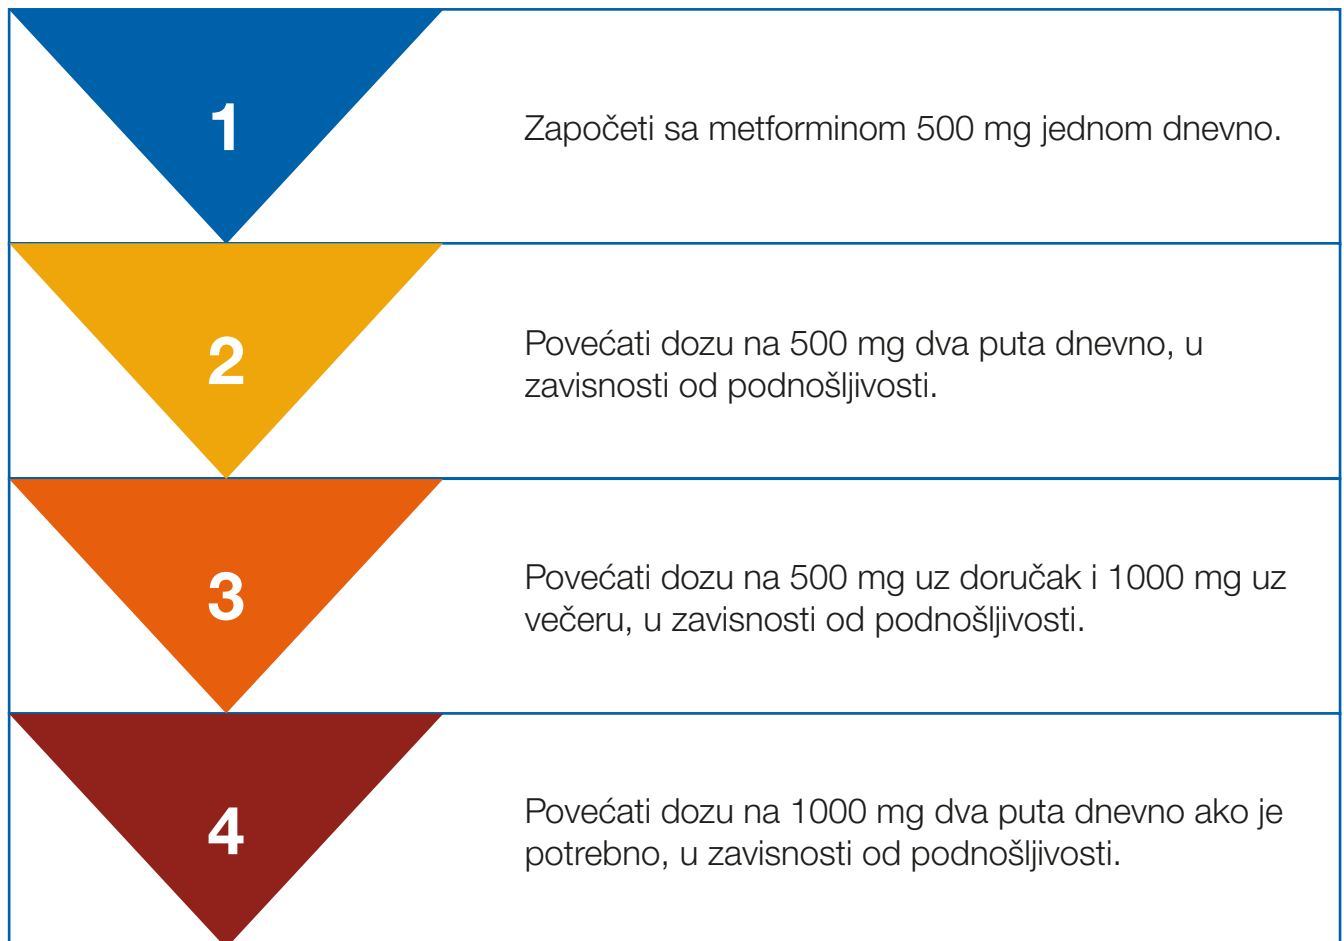 1
Započeti sa metforminom 500 mg jednom dnevno.
2
Povećati dozu na 500 mg dva puta dnevno, u
zavisnosti od podnošljivosti.
3
Povećati dozu na 500 mg uz doručak i 1000 mg uz
večeru, u zavisnosti od podnošljivosti.
4
Povećati dozu na 1000 mg dva puta dnevno ako je
potrebno, u zavisnosti od podnošljivosti.